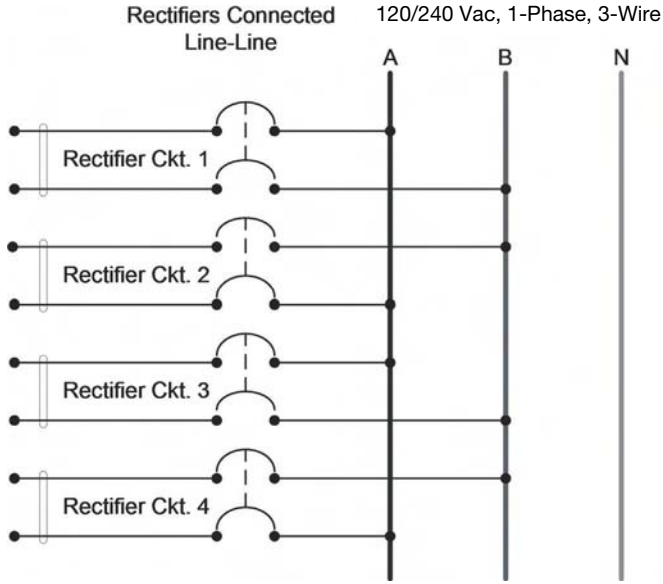 Rectifiers Connected
Line-Line
120/240 Vac, 1-Phase, 3-Wire
A
B
N
Rectifier Ckt. 1
Rectifier Ckt. 2
Rectifier Ckt. 3
Rectifier Ckt. 4